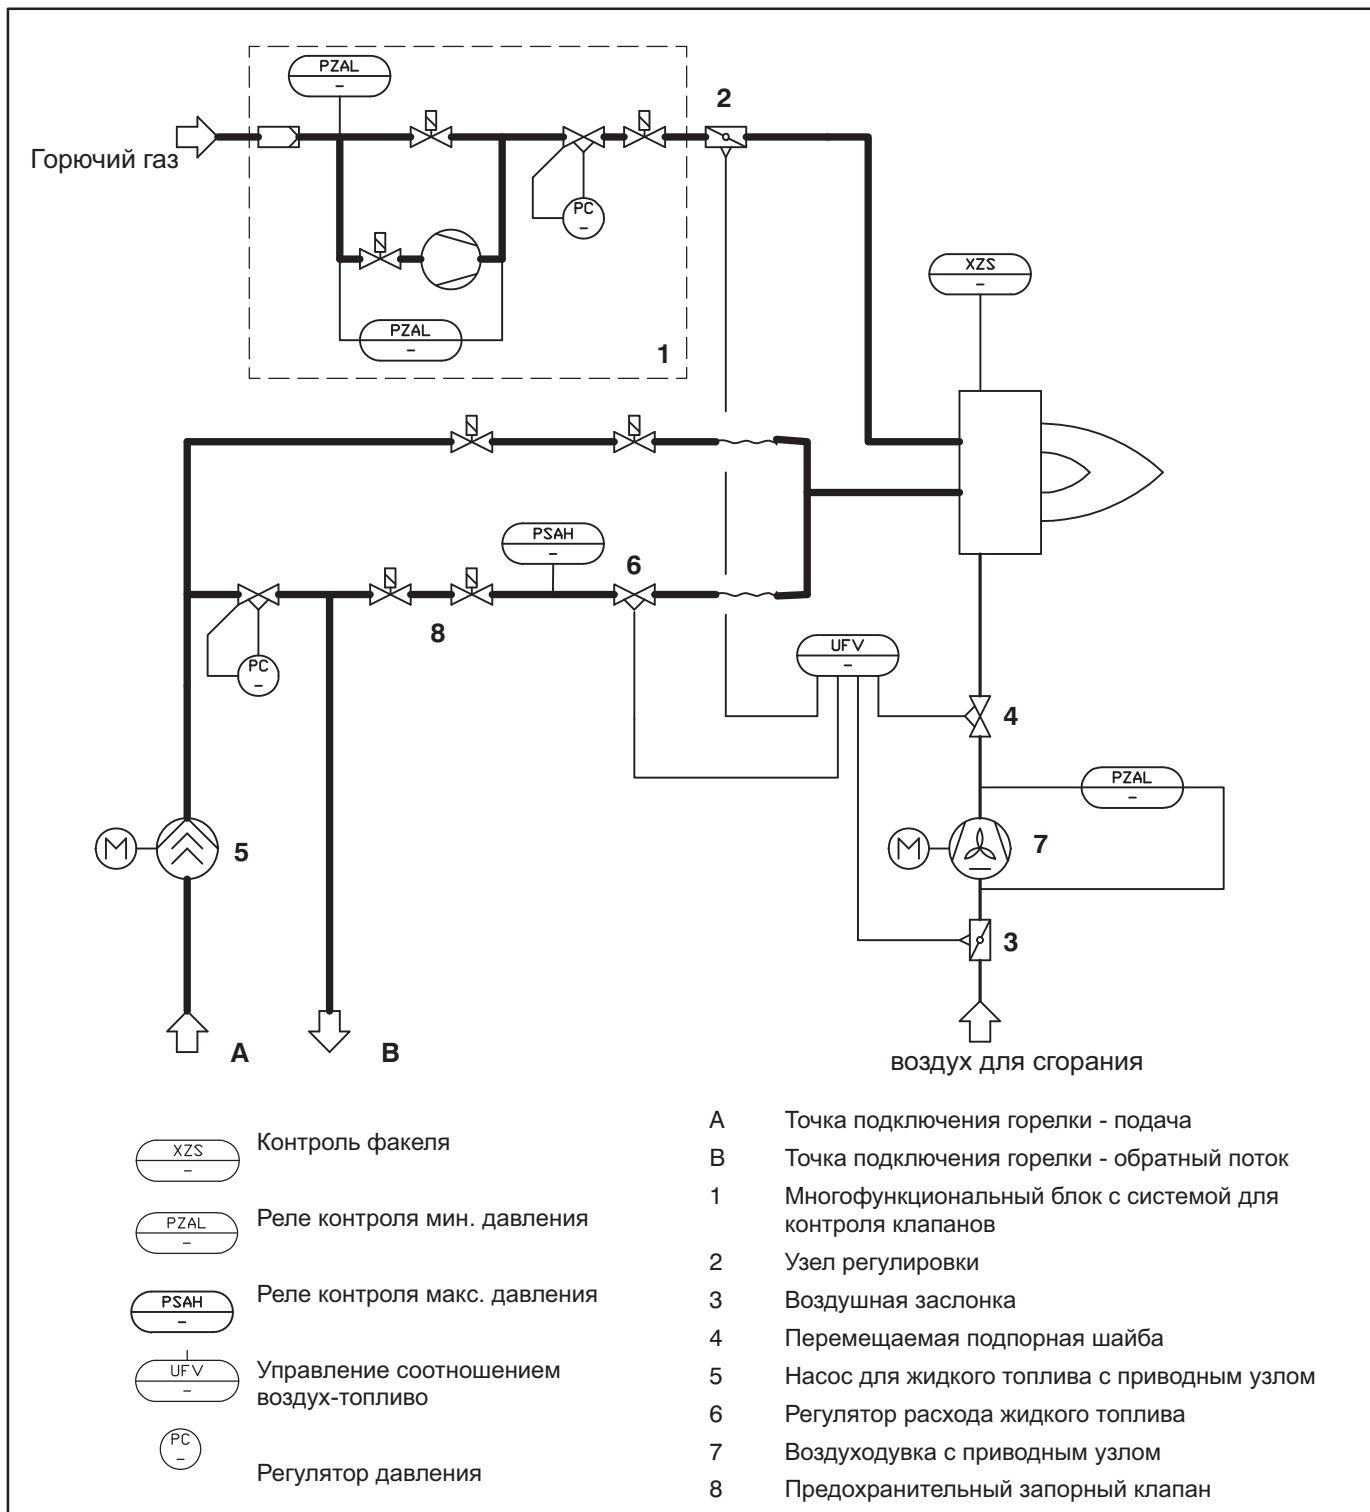 PZAL
-
2
Горючий газ
PC
-
XZS
-
PZAL
-
1
PSAH
-
6
8
UFV
-
PC
-
4
PZAL
-
M
5
M
7
3
A
B
воздух для сгорания
XZS
-
Контроль факеля
PZAL
-
Реле контроля мин. давления
PSAH
-
Реле контроля макс. давления
UFV
-
Управление соотношением
воздух-топливо
PC
-
Регулятор давления
A Точка подключения горелки - подача
B Точка подключения горелки - обратный поток
1 Многофункциональный блок с системой для
контроля клапанов
2 Узел регулировки
3 Воздушная заслонка
4 Перемещаемая подпорная шайба
5 Насос для жидкого топлива с приводным узлом
6 Регулятор расхода жидкого топлива
7 Воздуходувка с приводным узлом
8 Предохранительный запорный клапан